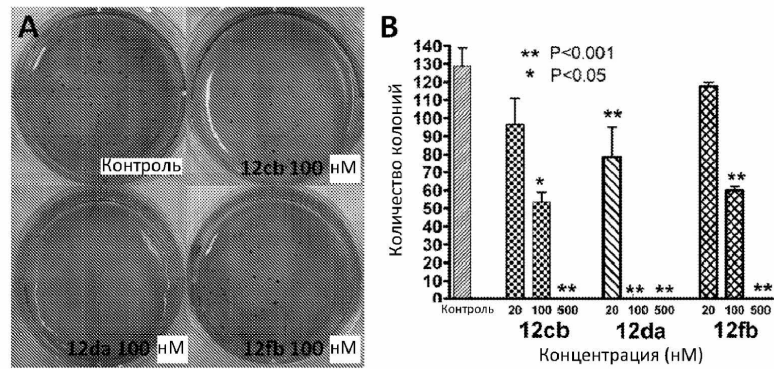 A
Контроль
12cb 100 нМ
12da 100 нМ
12fb 100 нМ
B
Количество колоний
140
130
120
110
100
90
80
70
60
50
40
30
20
10
0
** P<0.001
* P<0.05
**
*
**
**
** **
**
Контроль
20 100 500
20 100 500
20 100 500
12cb 12da 12fb
Концентрация (нМ)